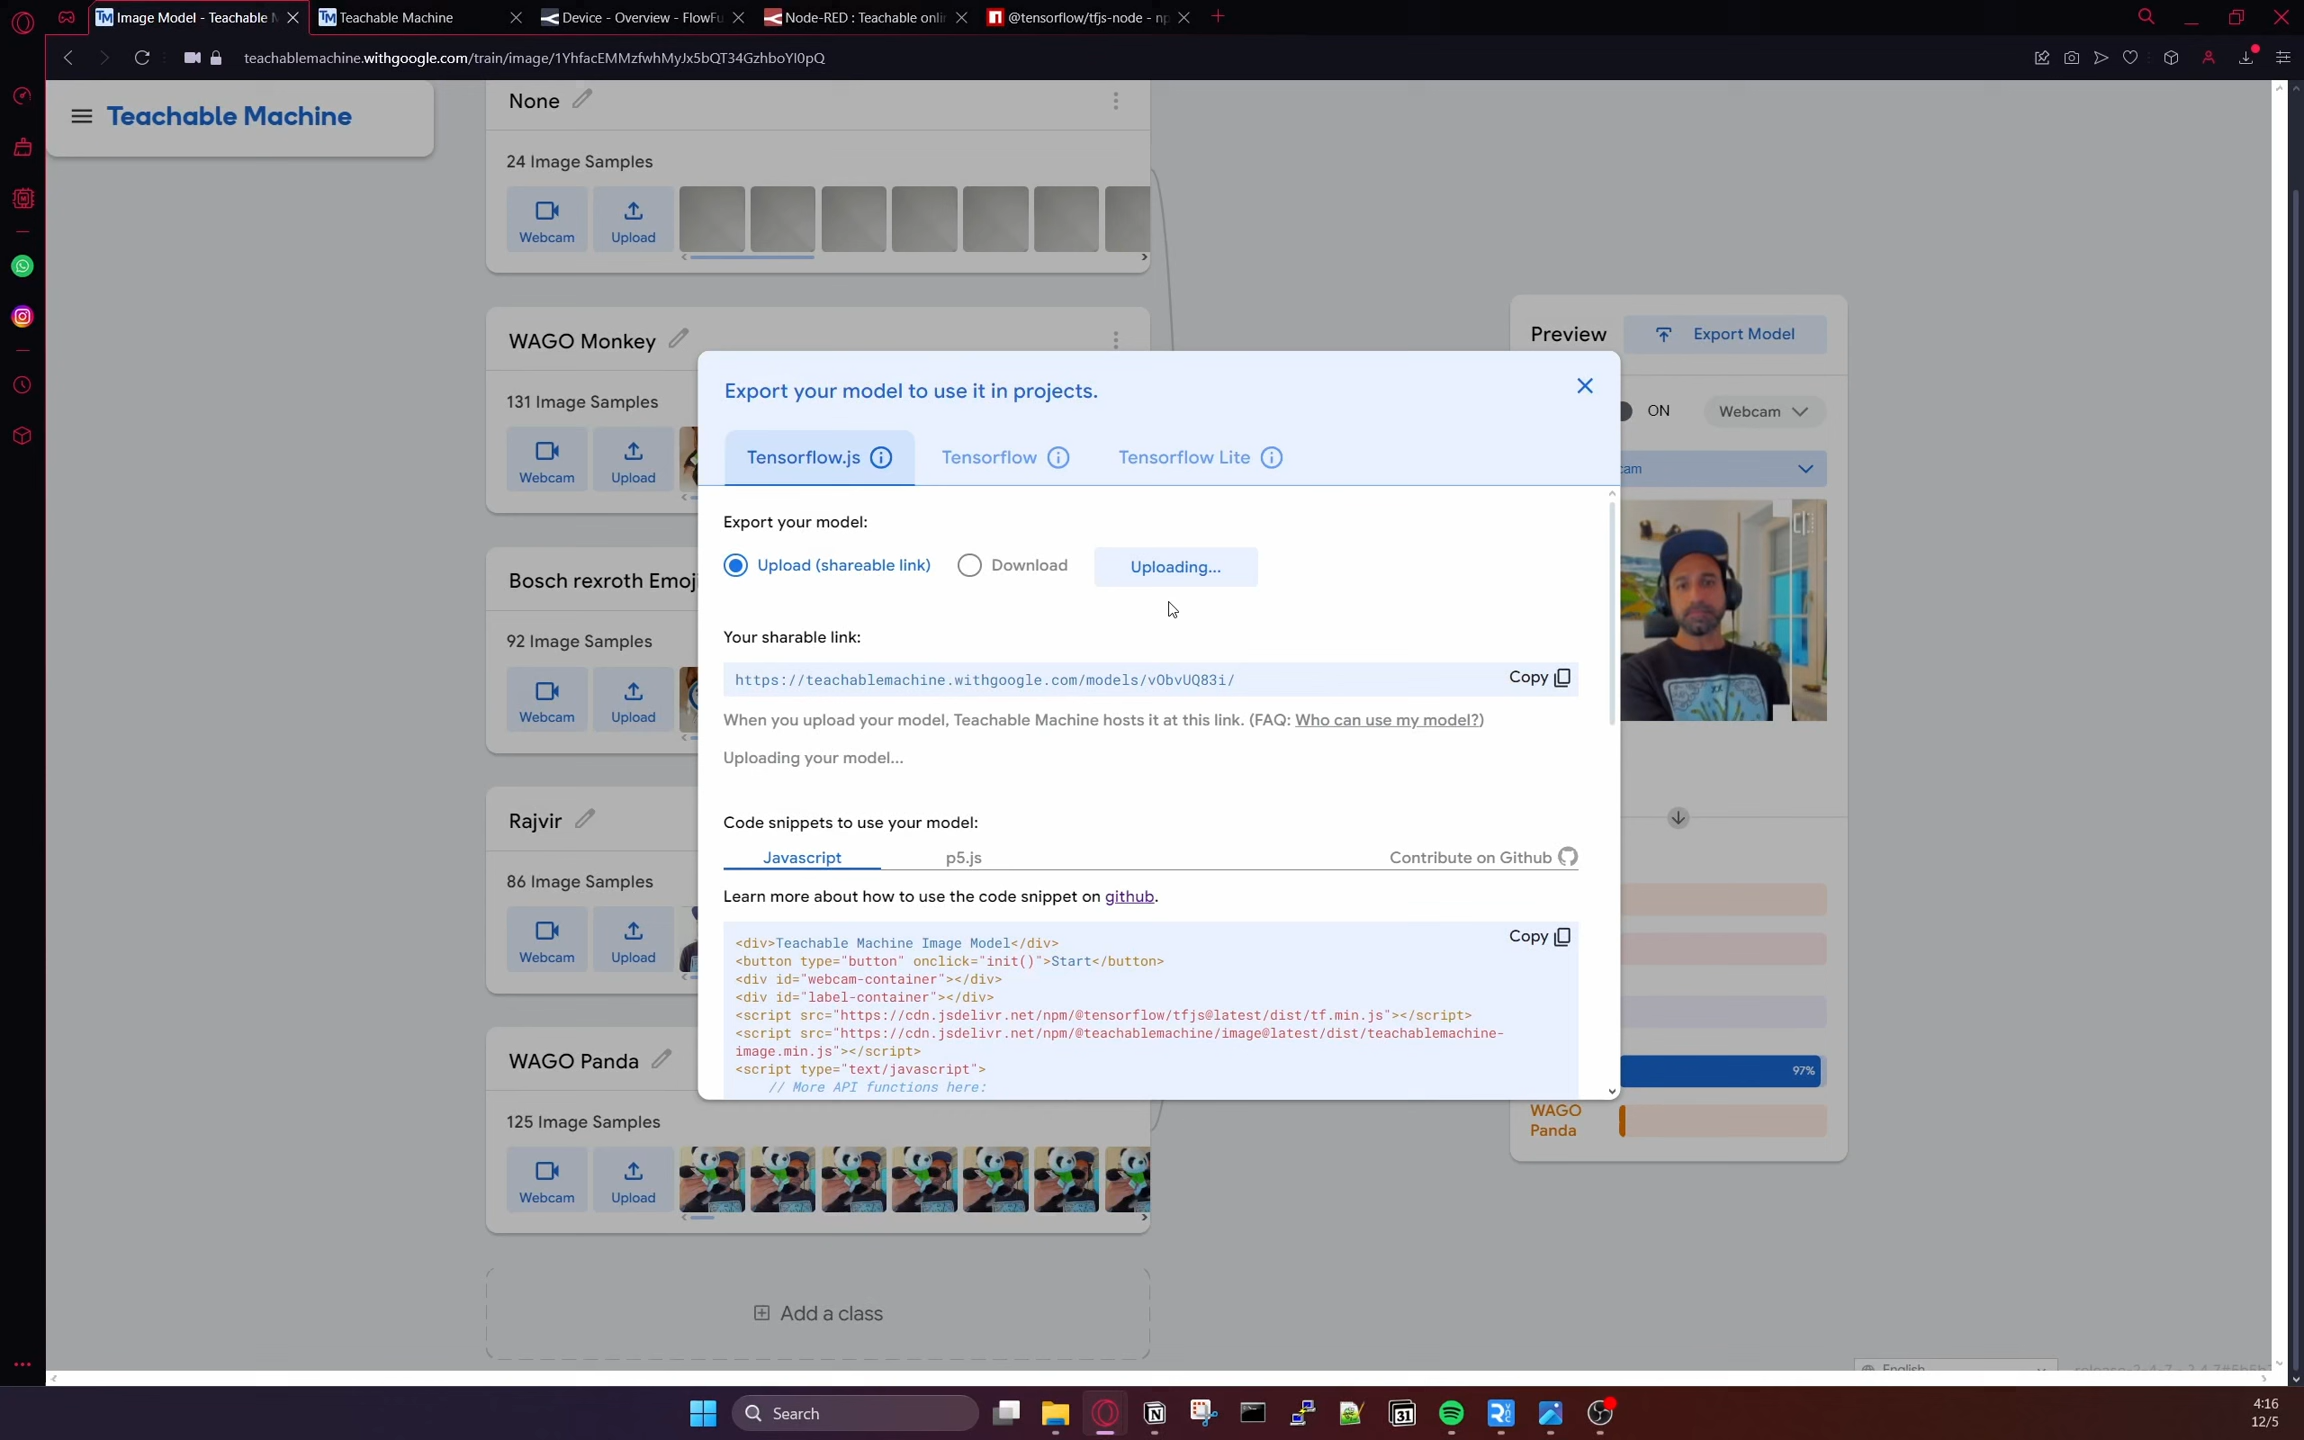 Image Model - Teachable M
Teachable Machine
Device - Overview - FlowFu
Node-RED : Teachable onli
@tensorflow/tfjs-node - np
teachablemachine.withgoogle.com/train/image/1YhfacEMMzfwhMyJx5bQT34GzhboYI0pQ
Teachable Machine
None
24 Image Samples
Webcam
Upload
WAGO Monkey
131 Image Samples
Webcam
Upload
Bosch rexroth Emoj
92 Image Samples
Webcam
Upload
Rajvir
86 Image Samples
Webcam
Upload
WAGO Panda
125 Image Samples
Webcam
Upload
Add a class
Export your model to use it in projects.
Tensorflow.js
Tensorflow
Tensorflow Lite
Export your model:
Upload (shareable link)
Download
Uploading...
Your sharable link:
https://teachablemachine.withgoogle.com/models/vObvUQ83i/
Copy
When you upload your model, Teachable Machine hosts it at this link. (FAQ: Who can use my model?)
Uploading your model...
Code snippets to use your model:
Javascript
p5.js
Contribute on Github
Learn more about how to use the code snippet on github.
Copy
<div>Teachable Machine Image Model</div>
<button type="button" onclick="init()">Start</button>
<div id="webcam-container"></div>
<div id="label-container"></div>
<script src="https://cdn.jsdelivr.net/npm/@tensorflow/tfjs@latest/dist/tf.min.js"></script>
<script src="https://cdn.jsdelivr.net/npm/@teachablemachine/image@latest/dist/teachablemachine-
image.min.js"></script>
<script type="text/javascript">
// More API functions here:
Preview
Export Model
ON
Webcam
cam
97%
WAGO
Panda
English
Search
31
4:16
12/5